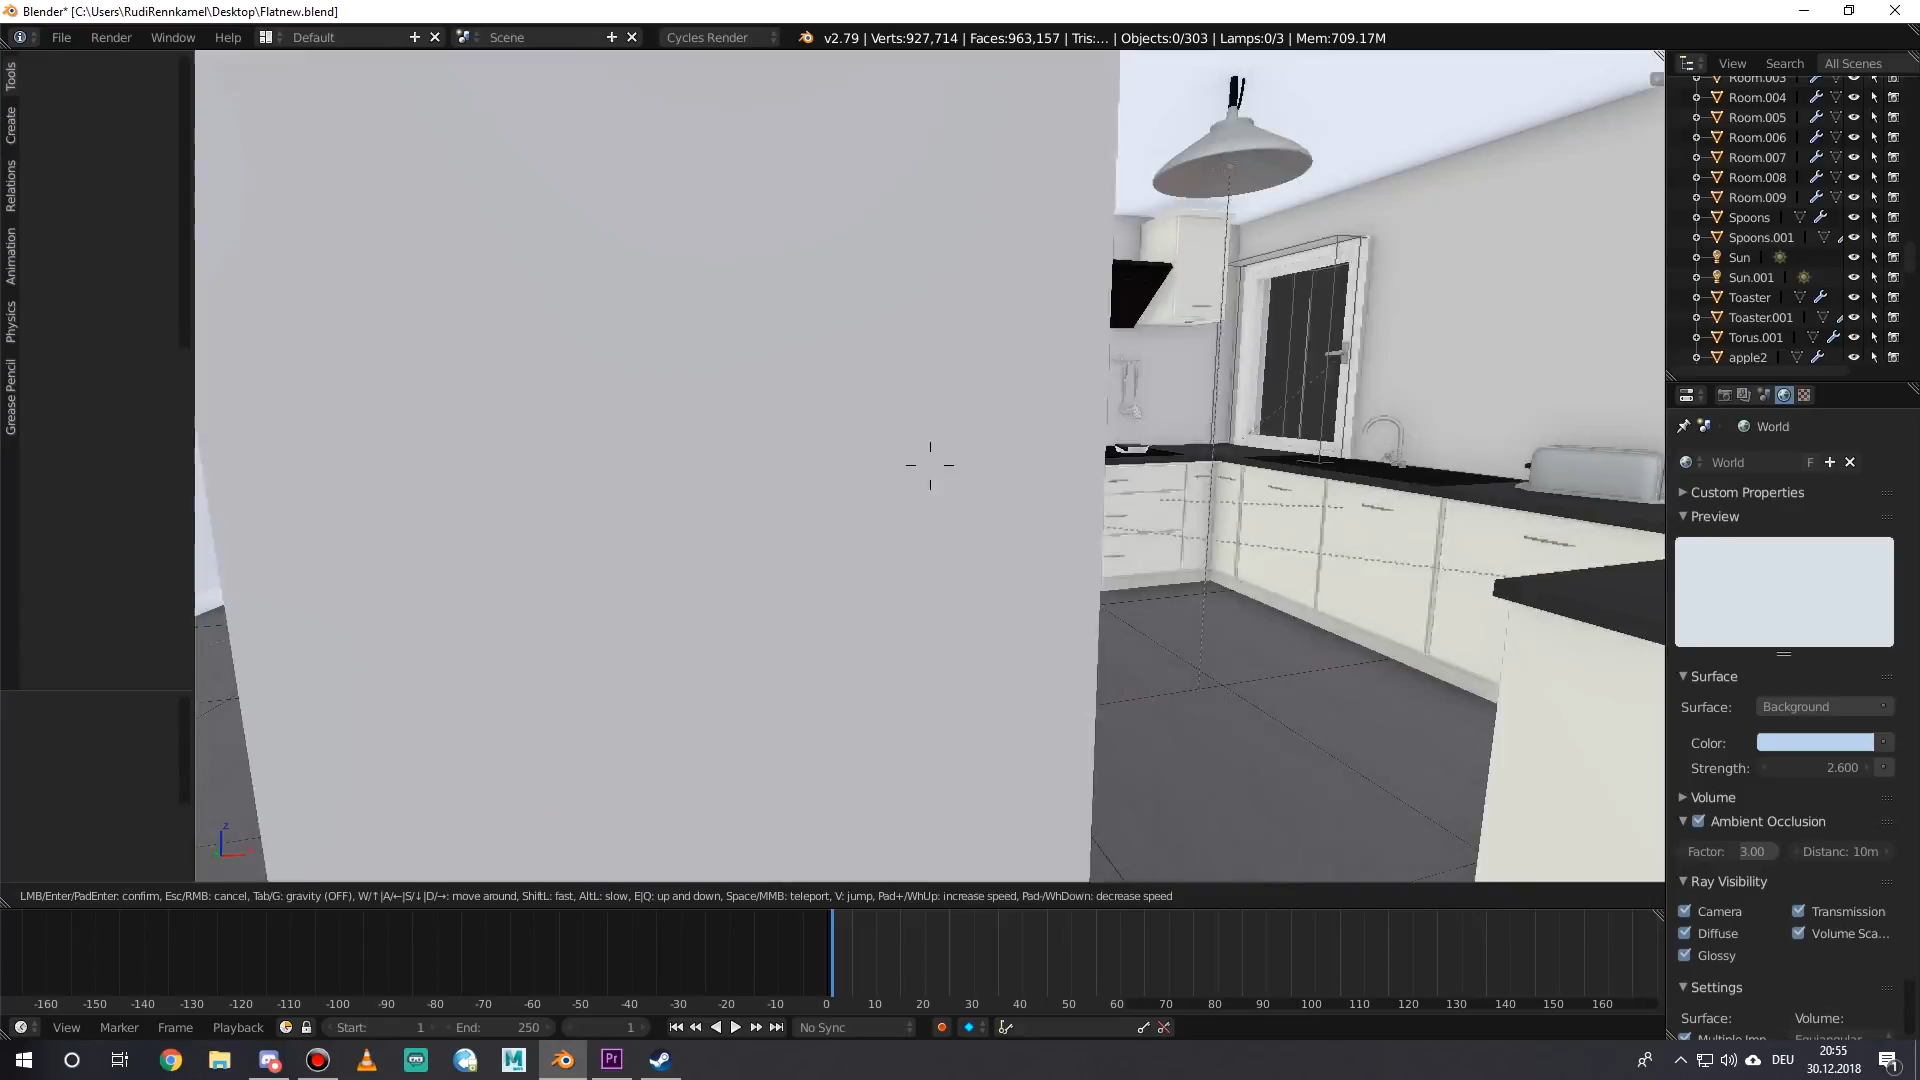 Blender* [C:\Users\RudiRennkamel\Desktop\Flatnew.blend]
File Render Window Help Default Scene Cycles Render v2.79 | Verts:927,714 | Faces:963,157 | Tris:... | Objects:0/303 | Lamps:0/3 | Mem:709.17M
Tools
Create
Relations
Animation
Physics
Grease Pencil
View Search All Scenes
Room.003
Room.004
Room.005
Room.006
Room.007
Room.008
Room.009
Spoons
Spoons.001
Sun
Sun.001
Toaster
Toaster.001
Torus.001
apple2
World
World F
Custom Properties
Preview
Surface
Surface: Background
Color:
Strength: 2.600
Volume
Ambient Occlusion
Factor: 3.00 Distanc: 10m
Ray Visibility
Camera Transmission
Diffuse Volume Sca...
Glossy
Settings
Surface: Volume:
Multiple Imp Equiangular
z
LMB/Enter/PadEnter: confirm, Esc/RMB: cancel, Tab/G: gravity (OFF), W/↑|A/←|S/↓|D/→: move around, ShiftL: fast, AltL: slow, E|Q: up and down, Space/MMB: teleport, V: jump, Pad+/WhUp: increase speed, Pad-/WhDown: decrease speed
-160 -150 -140 -130 -120 -110 -100 -90 -80 -70 -60 -50 -40 -30 -20 -10 0 10 20 30 40 50 60 70 80 90 100 110 120 130 140 150 160
View Marker Frame Playback Start: 1 End: 250 1 No Sync
DEU 20:55
30.12.2018